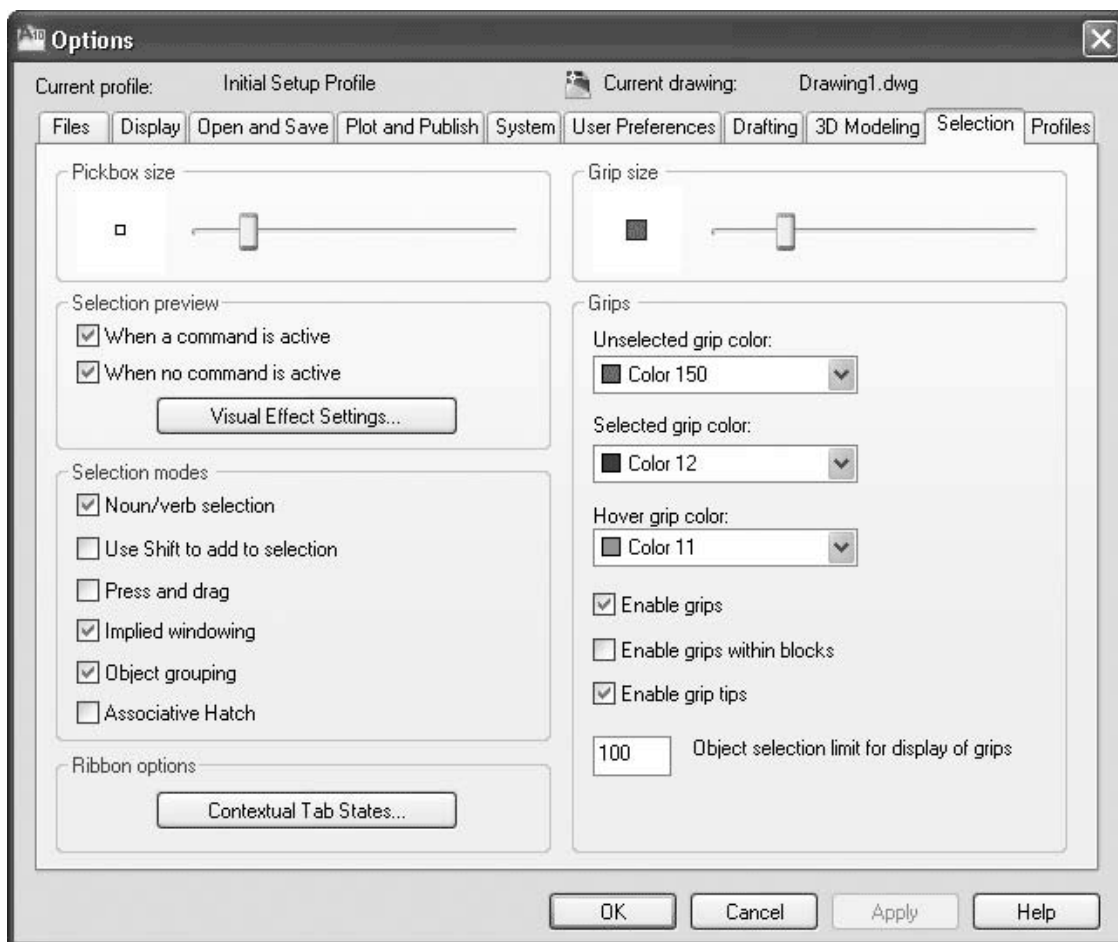 Options
Current profile: Initial Setup Profile Current drawing: Drawing1.dwg
Files Display Open and Save Plot and Publish System User Preferences Drafting 3D Modeling Selection Profiles
Pickbox size
Selection preview
When a command is active
When no command is active
Visual Effect Settings...
Selection modes
Noun/verb selection
Use Shift to add to selection
Press and drag
Implied windowing
Object grouping
Associative Hatch
Ribbon options
Contextual Tab States...
Grip size
Grips
Unselected grip color:
Color 150
Selected grip color:
Color 12
Hover grip color:
Color 11
Enable grips
Enable grips within blocks
Enable grip tips
100 Object selection limit for display of grips
OK Cancel Apply Help